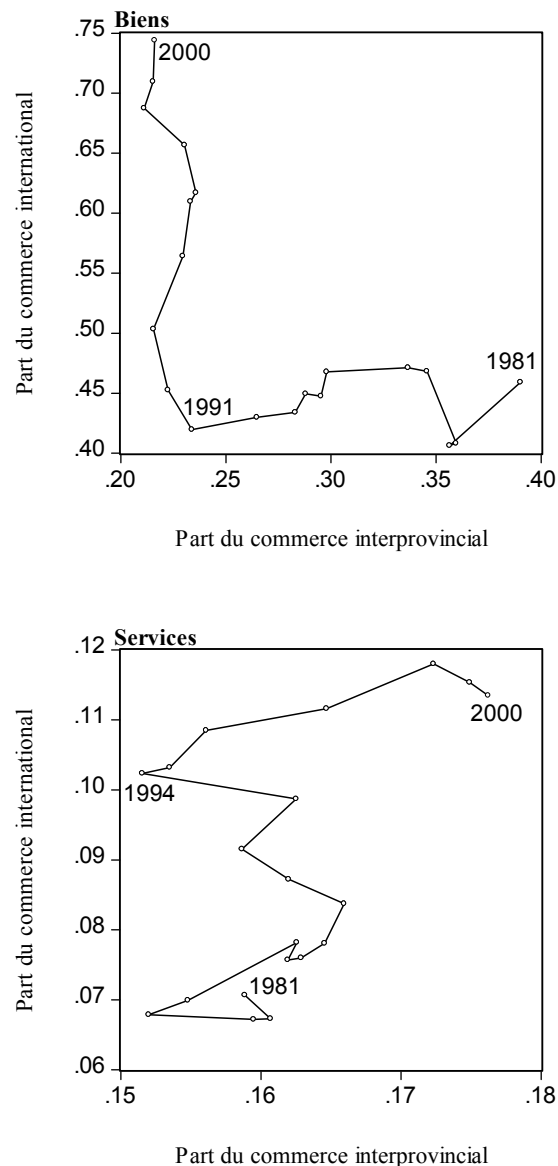 Biens
.75
2000
.70
.65
.60
.55
.50
1981
.45
1991
.40
.20 .25 .30 .35 .40
Part du commerce international
Part du commerce interprovincial
Services
.12
.11
2000
.10
1994
.09
.08
1981
.07
.06
.15 .16 .17 .18
Part du commerce international
Part du commerce interprovincial